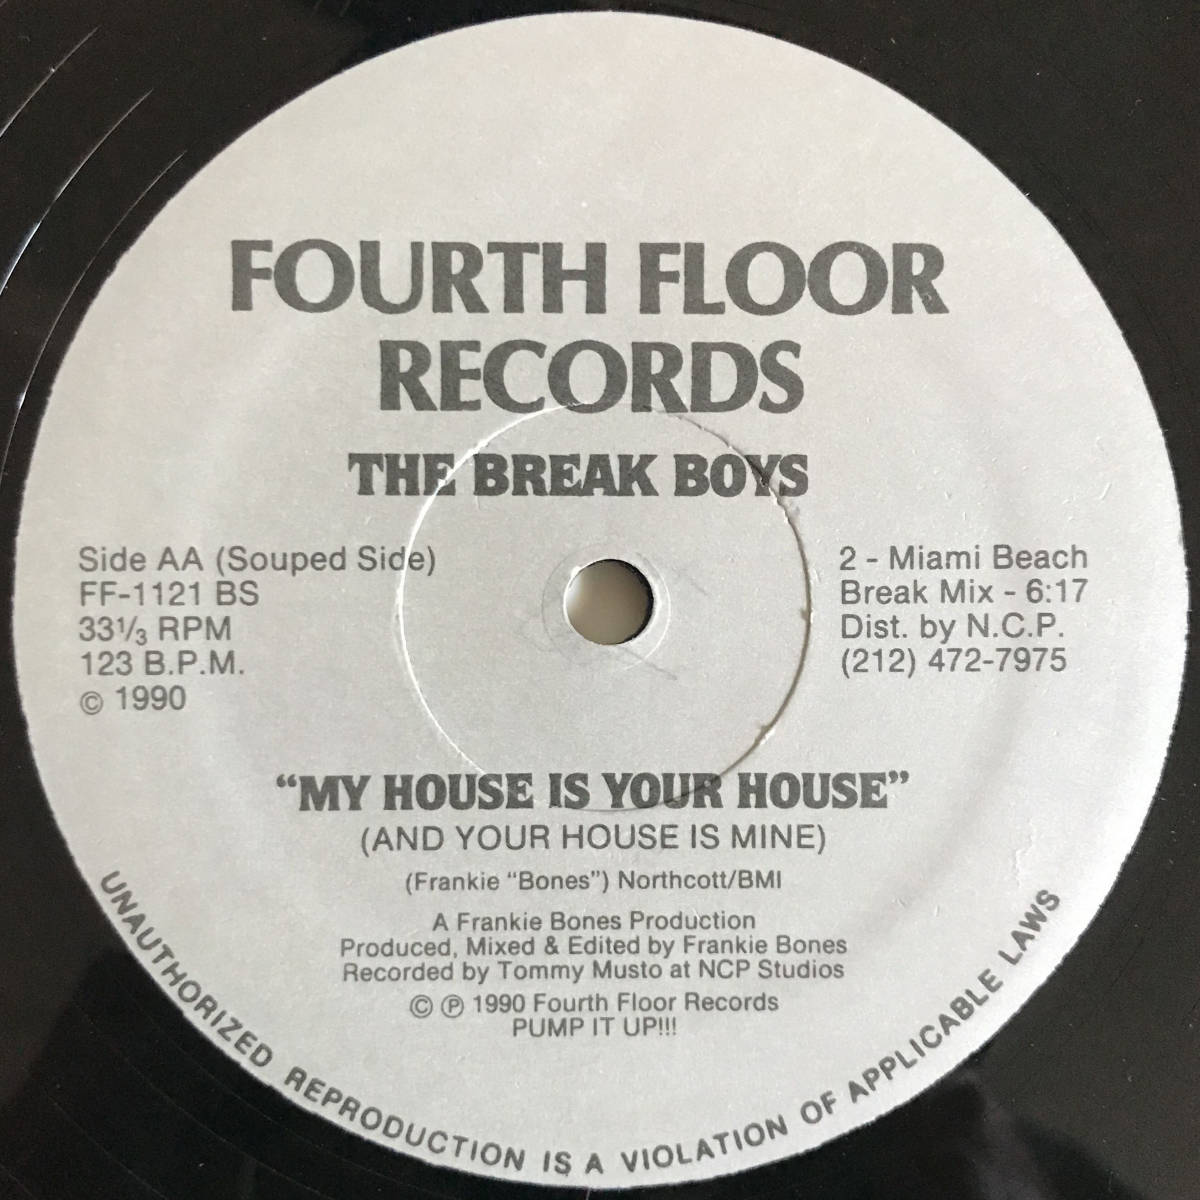 FOURTH FLOOR
RECORDS
THE BREAK BOYS
Side AA (Souped Side)
FF-1121 BS
33⅓ RPM
123 B.P.M.
© 1990
2 - Miami Beach
Break Mix - 6:17
Dist. by N.C.P.
(212) 472-7975
"MY HOUSE IS YOUR HOUSE"
(AND YOUR HOUSE IS MINE)
(Frankie "Bones") Northcott/BMI
A Frankie Bones Production
Produced, Mixed & Edited by Frankie Bones
Recorded by Tommy Musto at NCP Studios
© ℗ 1990 Fourth Floor Records
PUMP IT UP!!!
UNAUTHORIZED REPRODUCTION IS A VIOLATION OF APPLICABLE LAWS